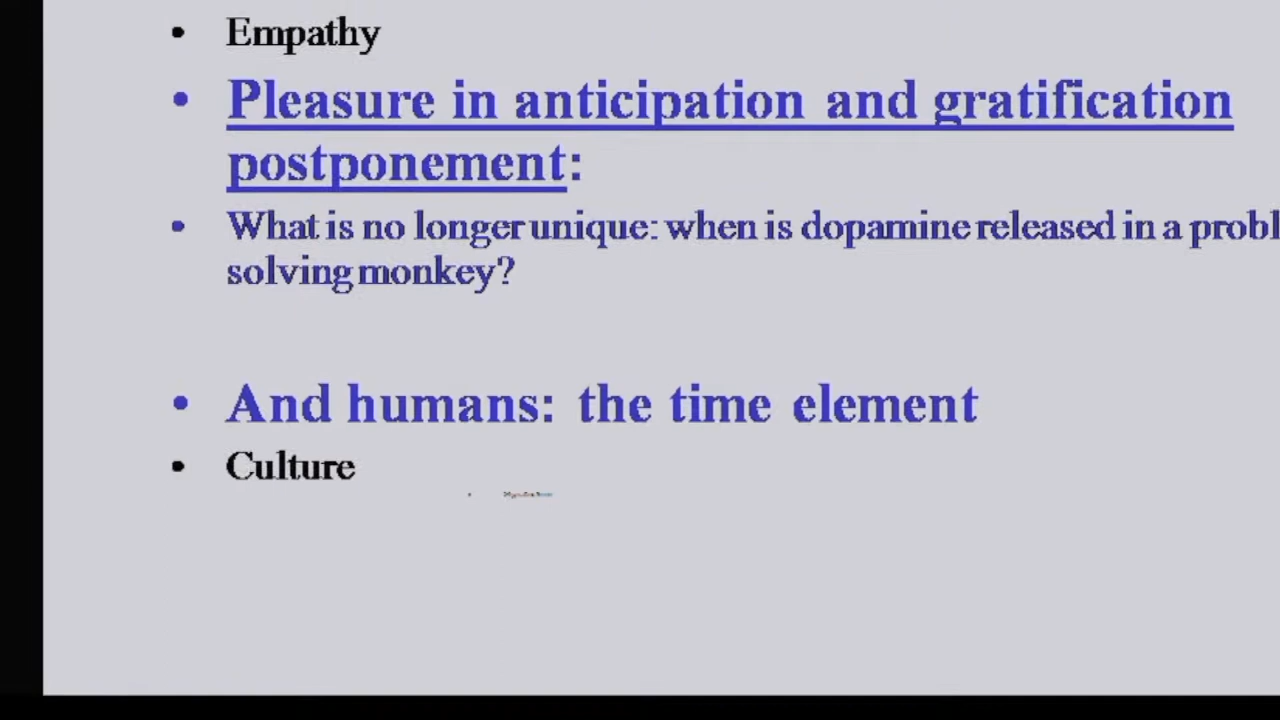 • Empathy
• Pleasure in anticipation and gratification
postponement:
• What is no longer unique: when is dopamine released in a probl
solving monkey?
• And humans: the time element
• Culture